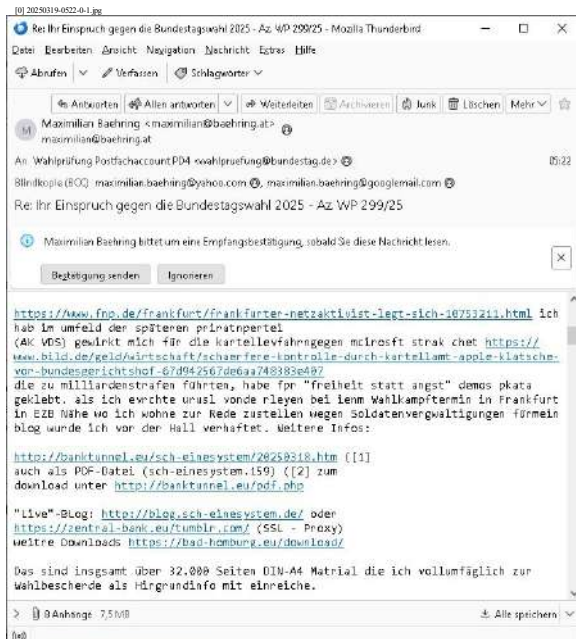 [0] 20250319-0522-0-1.jpg
Re: Ihr Einspruch gegen die Bundestagswahl 2025 - Az. WP 299/25 - Mozilla Thunderbird
Datei Bearbeiten Ansicht Navigation Nachricht Extras Hilfe
Abrufen Verfassen Schlagwörter
Antworten Allen antworten Weiterleiten Archivieren Junk Löschen Mehr
M
Maximilian Baehring <maximilian@baehring.at>
maximilian@baehring.at
An Wahlprüfung Postfachaccount PD4 <wahlpruefung@bundestag.de> 05:22
Blindkopie (BCC) maximilian.baehring@yahoo.com, maximilian.baehring@googlemail.com
Re: Ihr Einspruch gegen die Bundestagswahl 2025 - Az. WP 299/25
Maximilian Baehring bittet um eine Empfangsbestätigung, sobald Sie diese Nachricht lesen.
Bestätigung senden Ignorieren
https://www.fnp.de/frankfurt/frankfurter-netzaktivist-legt-sich-10753211.html ich
hab im umfeld der späteren priratnpertei
(AK VDS) gewirkt mich für die kartellevfahrngegen mcirosft strak chet https://
www.bild.de/geld/wirtschaft/schaerfere-kontrolle-durch-kartellamt-apple-klatsche-
vor-bundesgerichtshof-67d942567de6aa748383e407
die zu milliardenstrafen führten, habe fpr "freiheit statt angst" demos pkata
geklebt. als ich evrchte urusl vonde rleyen bei ienm Wahlkampftermin in Frankfurt
in EZB Nähe wo ich wohne zur Rede zustellen wegen Soldatenvergwaltigungen fürmein
blog wurde ich vor der Hall verhaftet. Weitere Infos:
http://banktunnel.eu/sch-einesystem/20250318.htm ([1]
auch als PDF-Datei (sch-einesystem.159) ([2] zum
download unter http://banktunnel.eu/pdf.php
"Live"-BLog: http://blog.sch-einesystem.de/ oder
https://zentral-bank.eu/tumblr.com/ (SSL - Proxy)
weitre Downloads https://bad-homburg.eu/download/
Das sind insgsamt über 32.000 Seiten DIN-A4 Matrial die ich vollumfäglich zur
Wahlbescherde als Hirgrundinfo mit einreiche.
8 Anhänge 7,5 MB Alle speichern